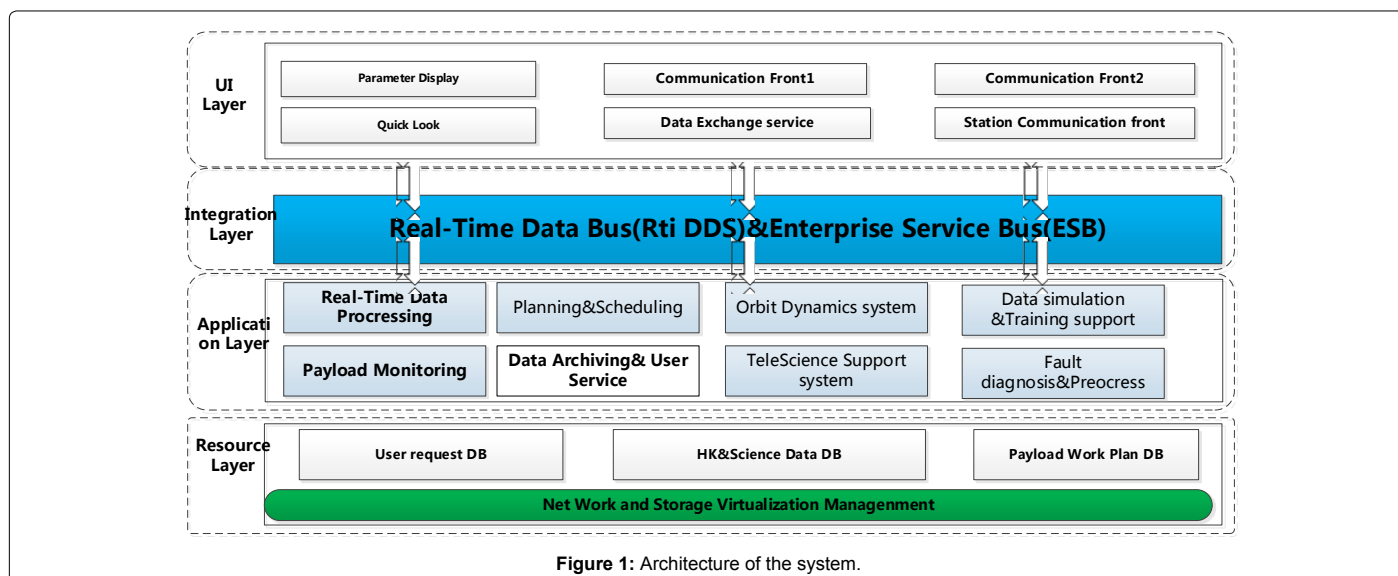 UI
Layer
Parameter Display
Communication Front1
Communication Front2
Quick Look
Data Exchange service
Station Communication front
Integration
Layer
Real-Time Data Bus(Rti DDS)&Enterprise Service Bus(ESB)
Applicati
on Layer
Real-Time Data
Procressing
Planning&Scheduling
Orbit Dynamics system
Data simulation
&Training support
Payload Monitoring
Data Archiving& User
Service
TeleScience Support
system
Fault
diagnosis&Preocress
Resource
Layer
User request DB
HK&Science Data DB
Payload Work Plan DB
Net Work and Storage Virtualization Managenment
Figure 1: Architecture of the system.